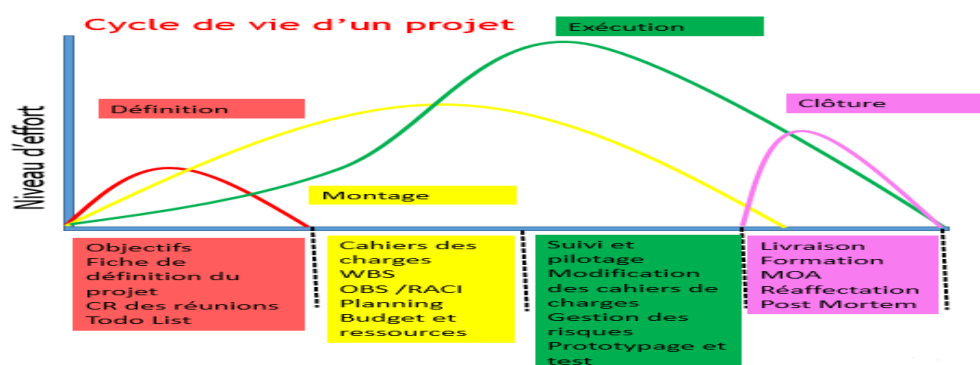 Cycle de vie d'un projet
Exécution
Définition
Clôture
Montage
Niveau d'effort
Objectifs
Fiche de
définition du
projet
CR des réunions
Todo List
Cahiers des
charges
WBS
OBS /RACI
Planning
Budget et
ressources
Suivi et
pilotage
Modification
des cahiers de
charges
Gestion des
risques
Prototypage et
test
Livraison
Formation
MOA
Réaffectation
Post Mortem